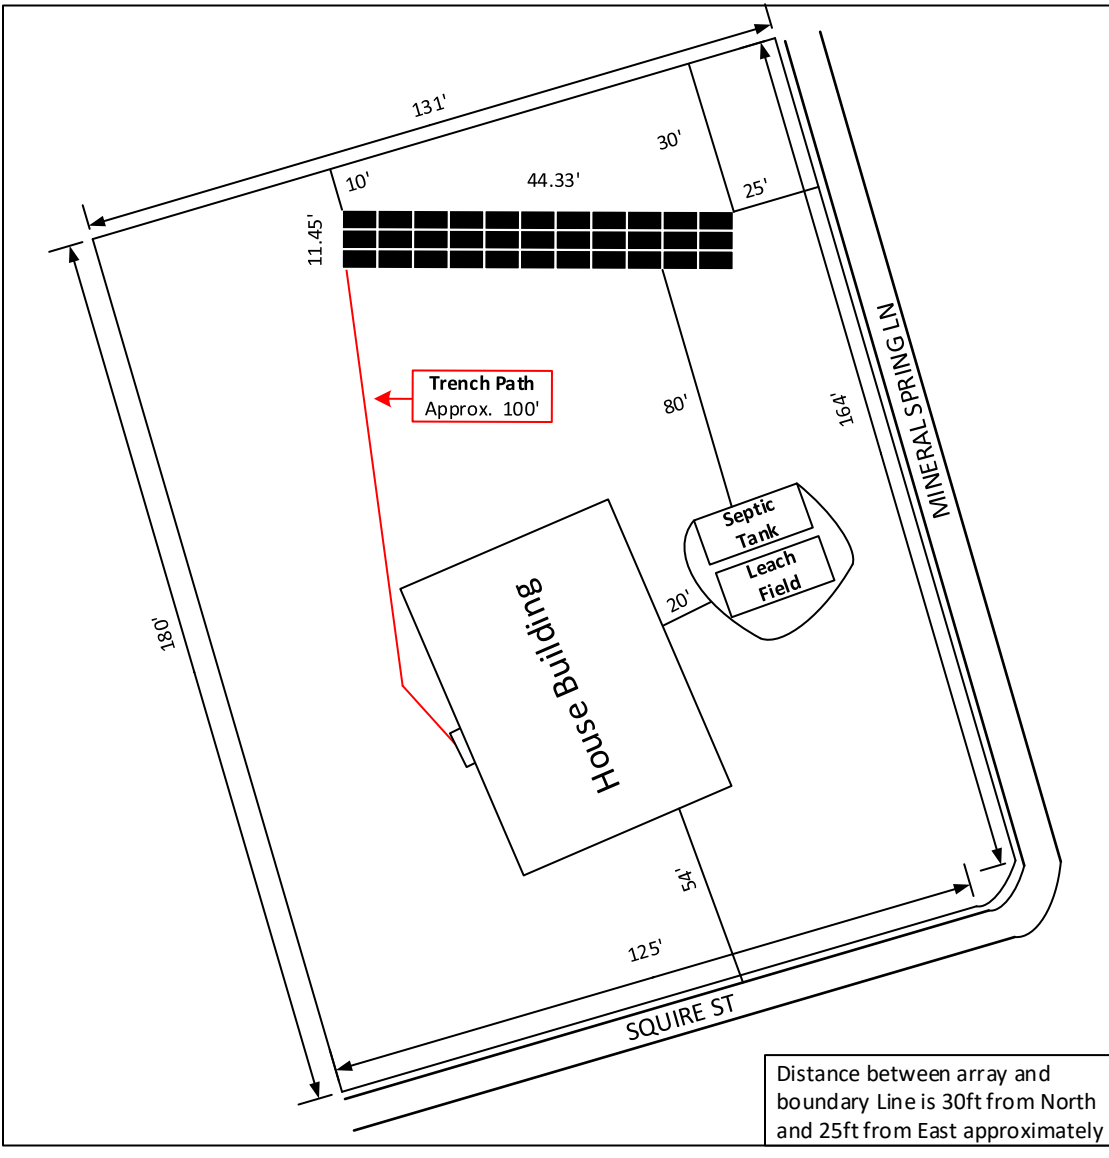 131'
30'
10'
44.33'
25'
11.45'
Trench Path
Approx. 100'
80'
164'
MINERAL SPRING LN
Septic
Tank
Leach
Field
20'
House Building
180'
54'
125'
SQUIRE ST
Distance between array and
boundary Line is 30ft from North
and 25ft from East approximately